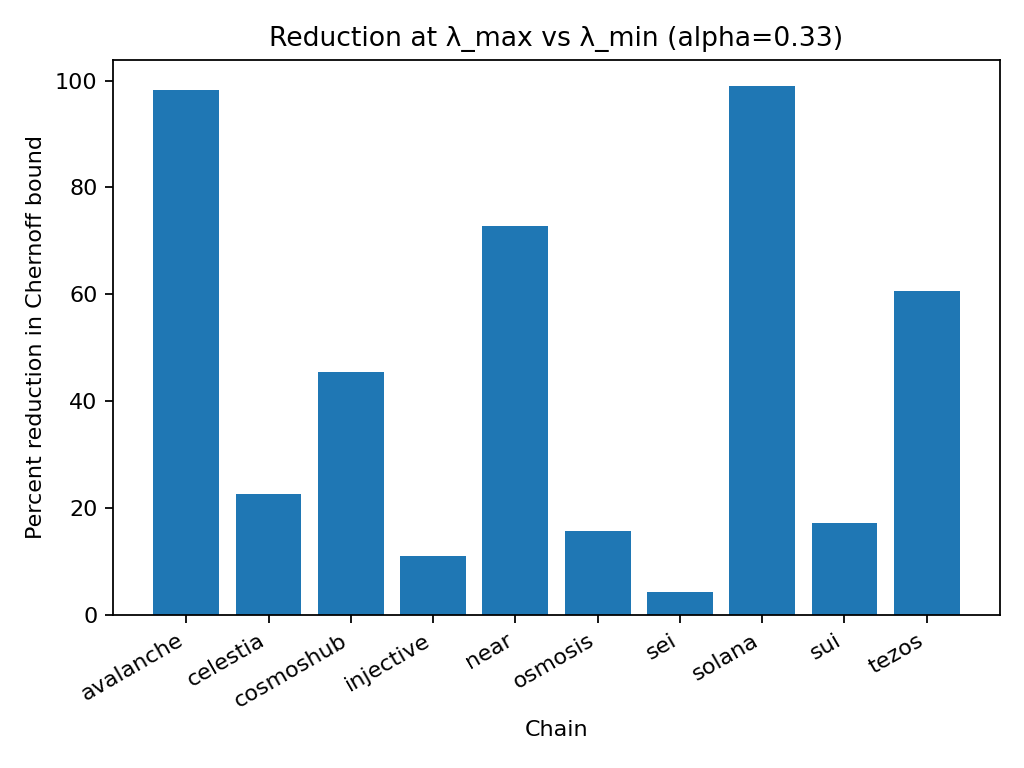 Reduction at λ_max vs λ_min (alpha=0.33)
Percent reduction in Chernoff bound
100
80
60
40
20
0
avalanche
celestia
cosmoshub
injective
near
osmosis
sei
solana
sui
tezos
Chain